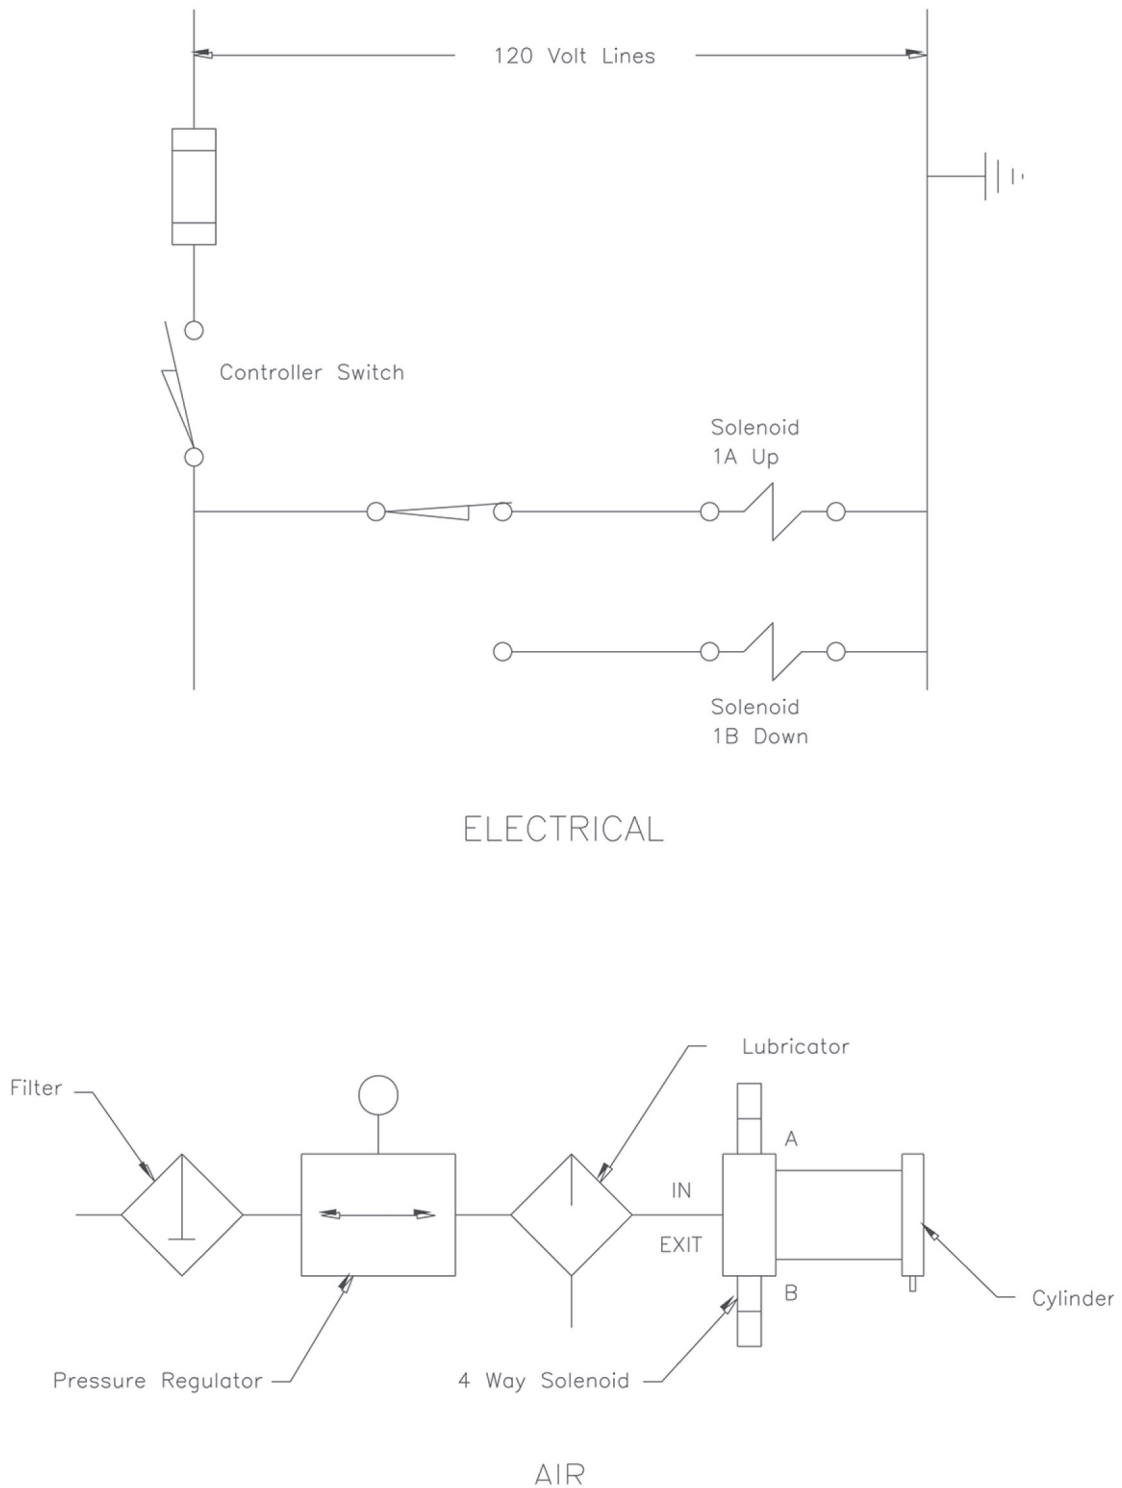 120 Volt Lines
Controller Switch
Solenoid
1A Up
Solenoid
1B Down
ELECTRICAL
Lubricator
Filter
A
IN
EXIT
B
Cylinder
Pressure Regulator
4 Way Solenoid
AIR